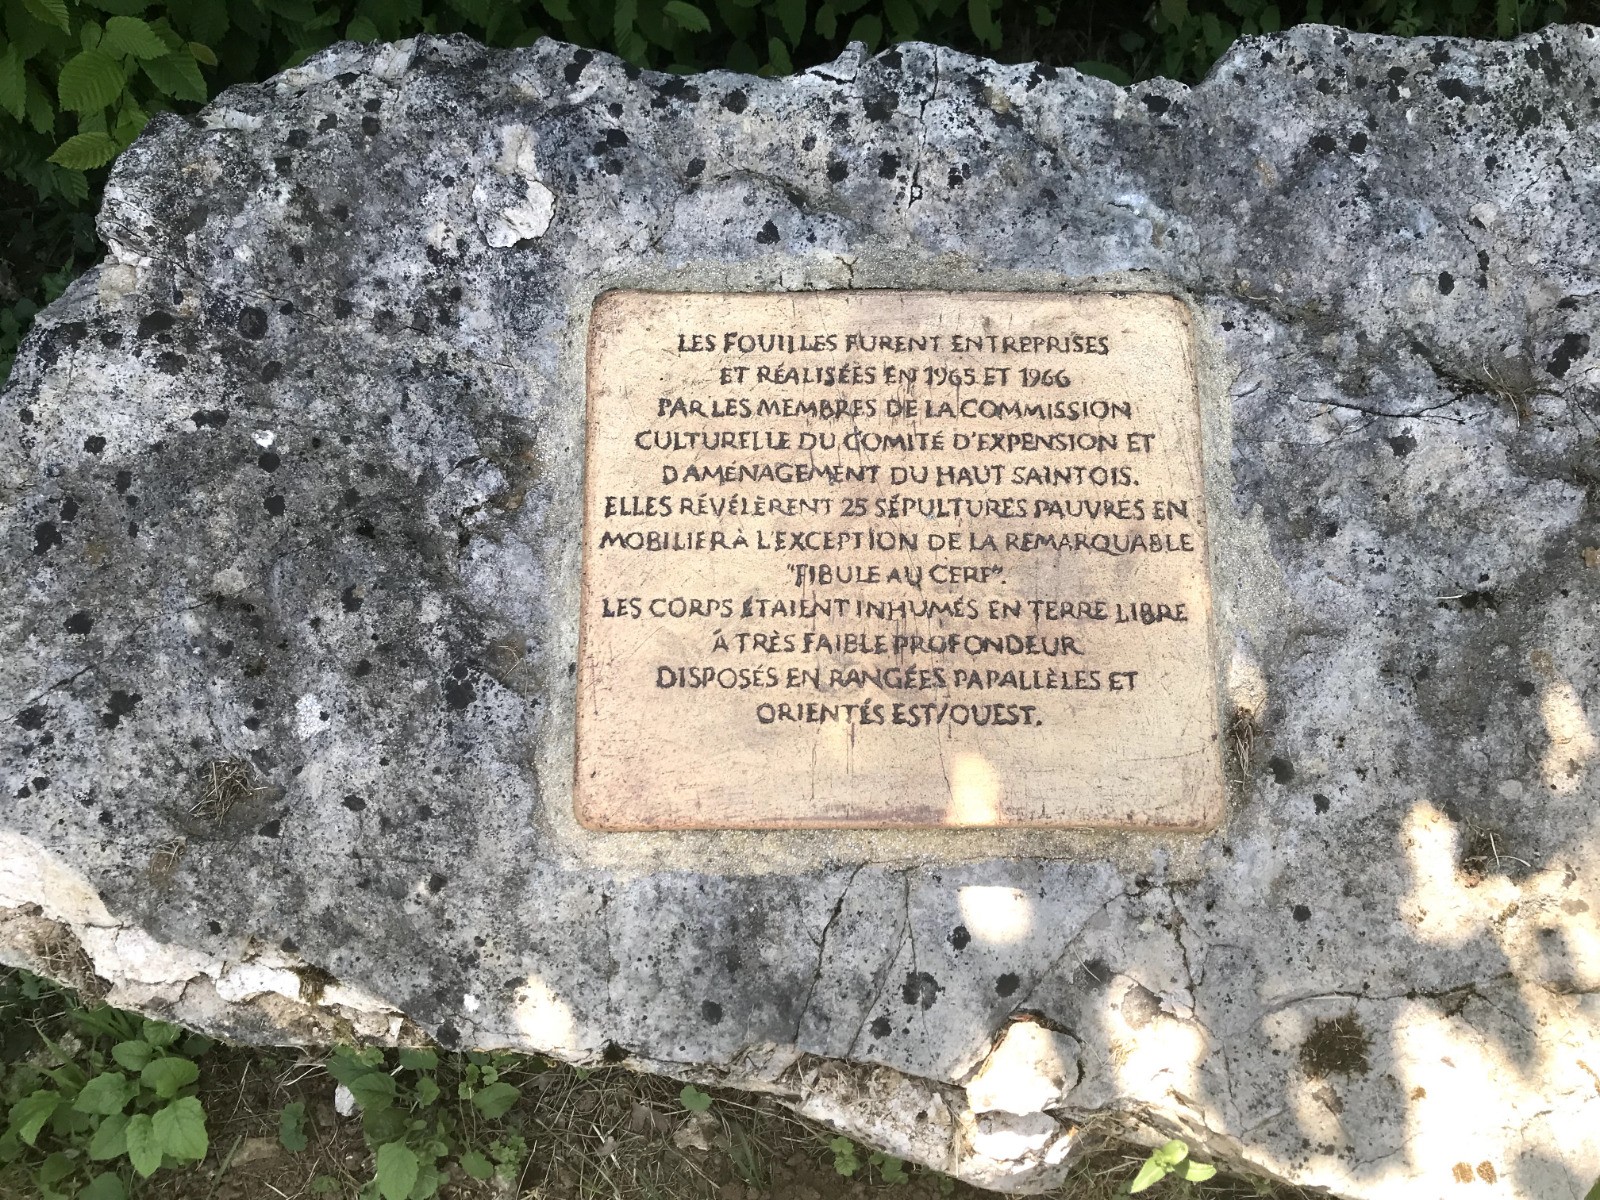 LES FOUILLES FURENT ENTREPRISES
ET RÉALISÉES EN 1965 ET 1966
PAR LES MEMBRES DE LA COMMISSION
CULTURELLE DU COMITÉ D'EXPENSION ET
D'AMÉNAGEMENT DU HAUT SAINTOIS.
ELLES RÉVÉLÈRENT 25 SÉPULTURES PAUVRES EN
MOBILIER À L'EXCEPTION DE LA REMARQUABLE
"FIBULE AU CERF".
LES CORPS ÉTAIENT INHUMÉS EN TERRE LIBRE
À TRÈS FAIBLE PROFONDEUR
DISPOSÉS EN RANGÉES PAPALLÈLES ET
ORIENTÉS EST/OUEST.